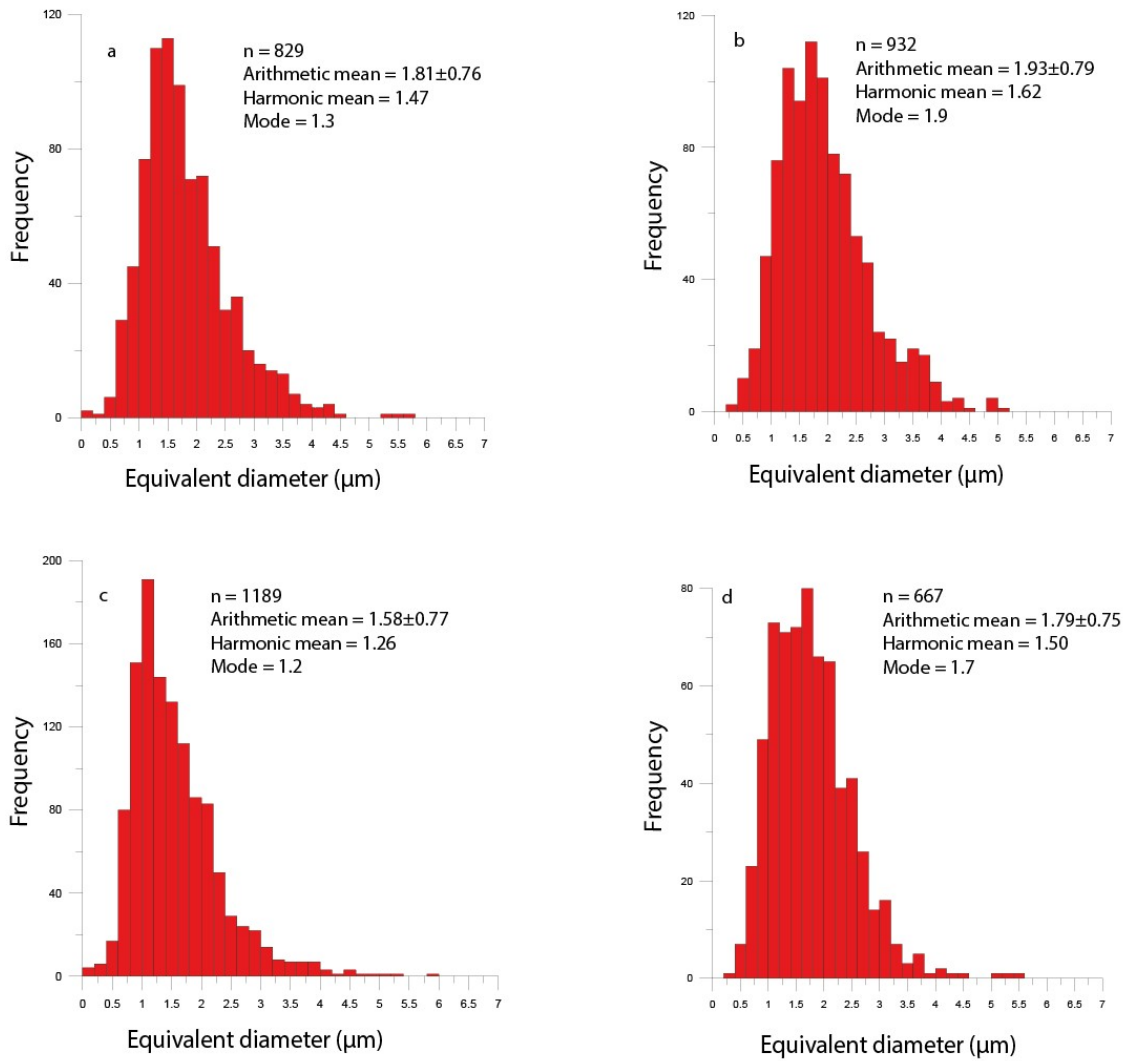 a
n = 829
Arithmetic mean = 1.81±0.76
Harmonic mean = 1.47
Mode = 1.3
120
80
40
0
Frequency
0 0.5 1 1.5 2 2.5 3 3.5 4 4.5 5 5.5 6 6.5 7
Equivalent diameter (µm)
b
n = 932
Arithmetic mean = 1.93±0.79
Harmonic mean = 1.62
Mode = 1.9
120
80
40
0
Frequency
0 0.5 1 1.5 2 2.5 3 3.5 4 4.5 5 5.5 6 6.5 7
Equivalent diameter (µm)
c
n = 1189
Arithmetic mean = 1.58±0.77
Harmonic mean = 1.26
Mode = 1.2
200
160
120
80
40
0
Frequency
0 0.5 1 1.5 2 2.5 3 3.5 4 4.5 5 5.5 6 6.5 7
Equivalent diameter (µm)
d
n = 667
Arithmetic mean = 1.79±0.75
Harmonic mean = 1.50
Mode = 1.7
80
60
40
20
0
Frequency
0 0.5 1 1.5 2 2.5 3 3.5 4 4.5 5 5.5 6 6.5 7
Equivalent diameter (µm)